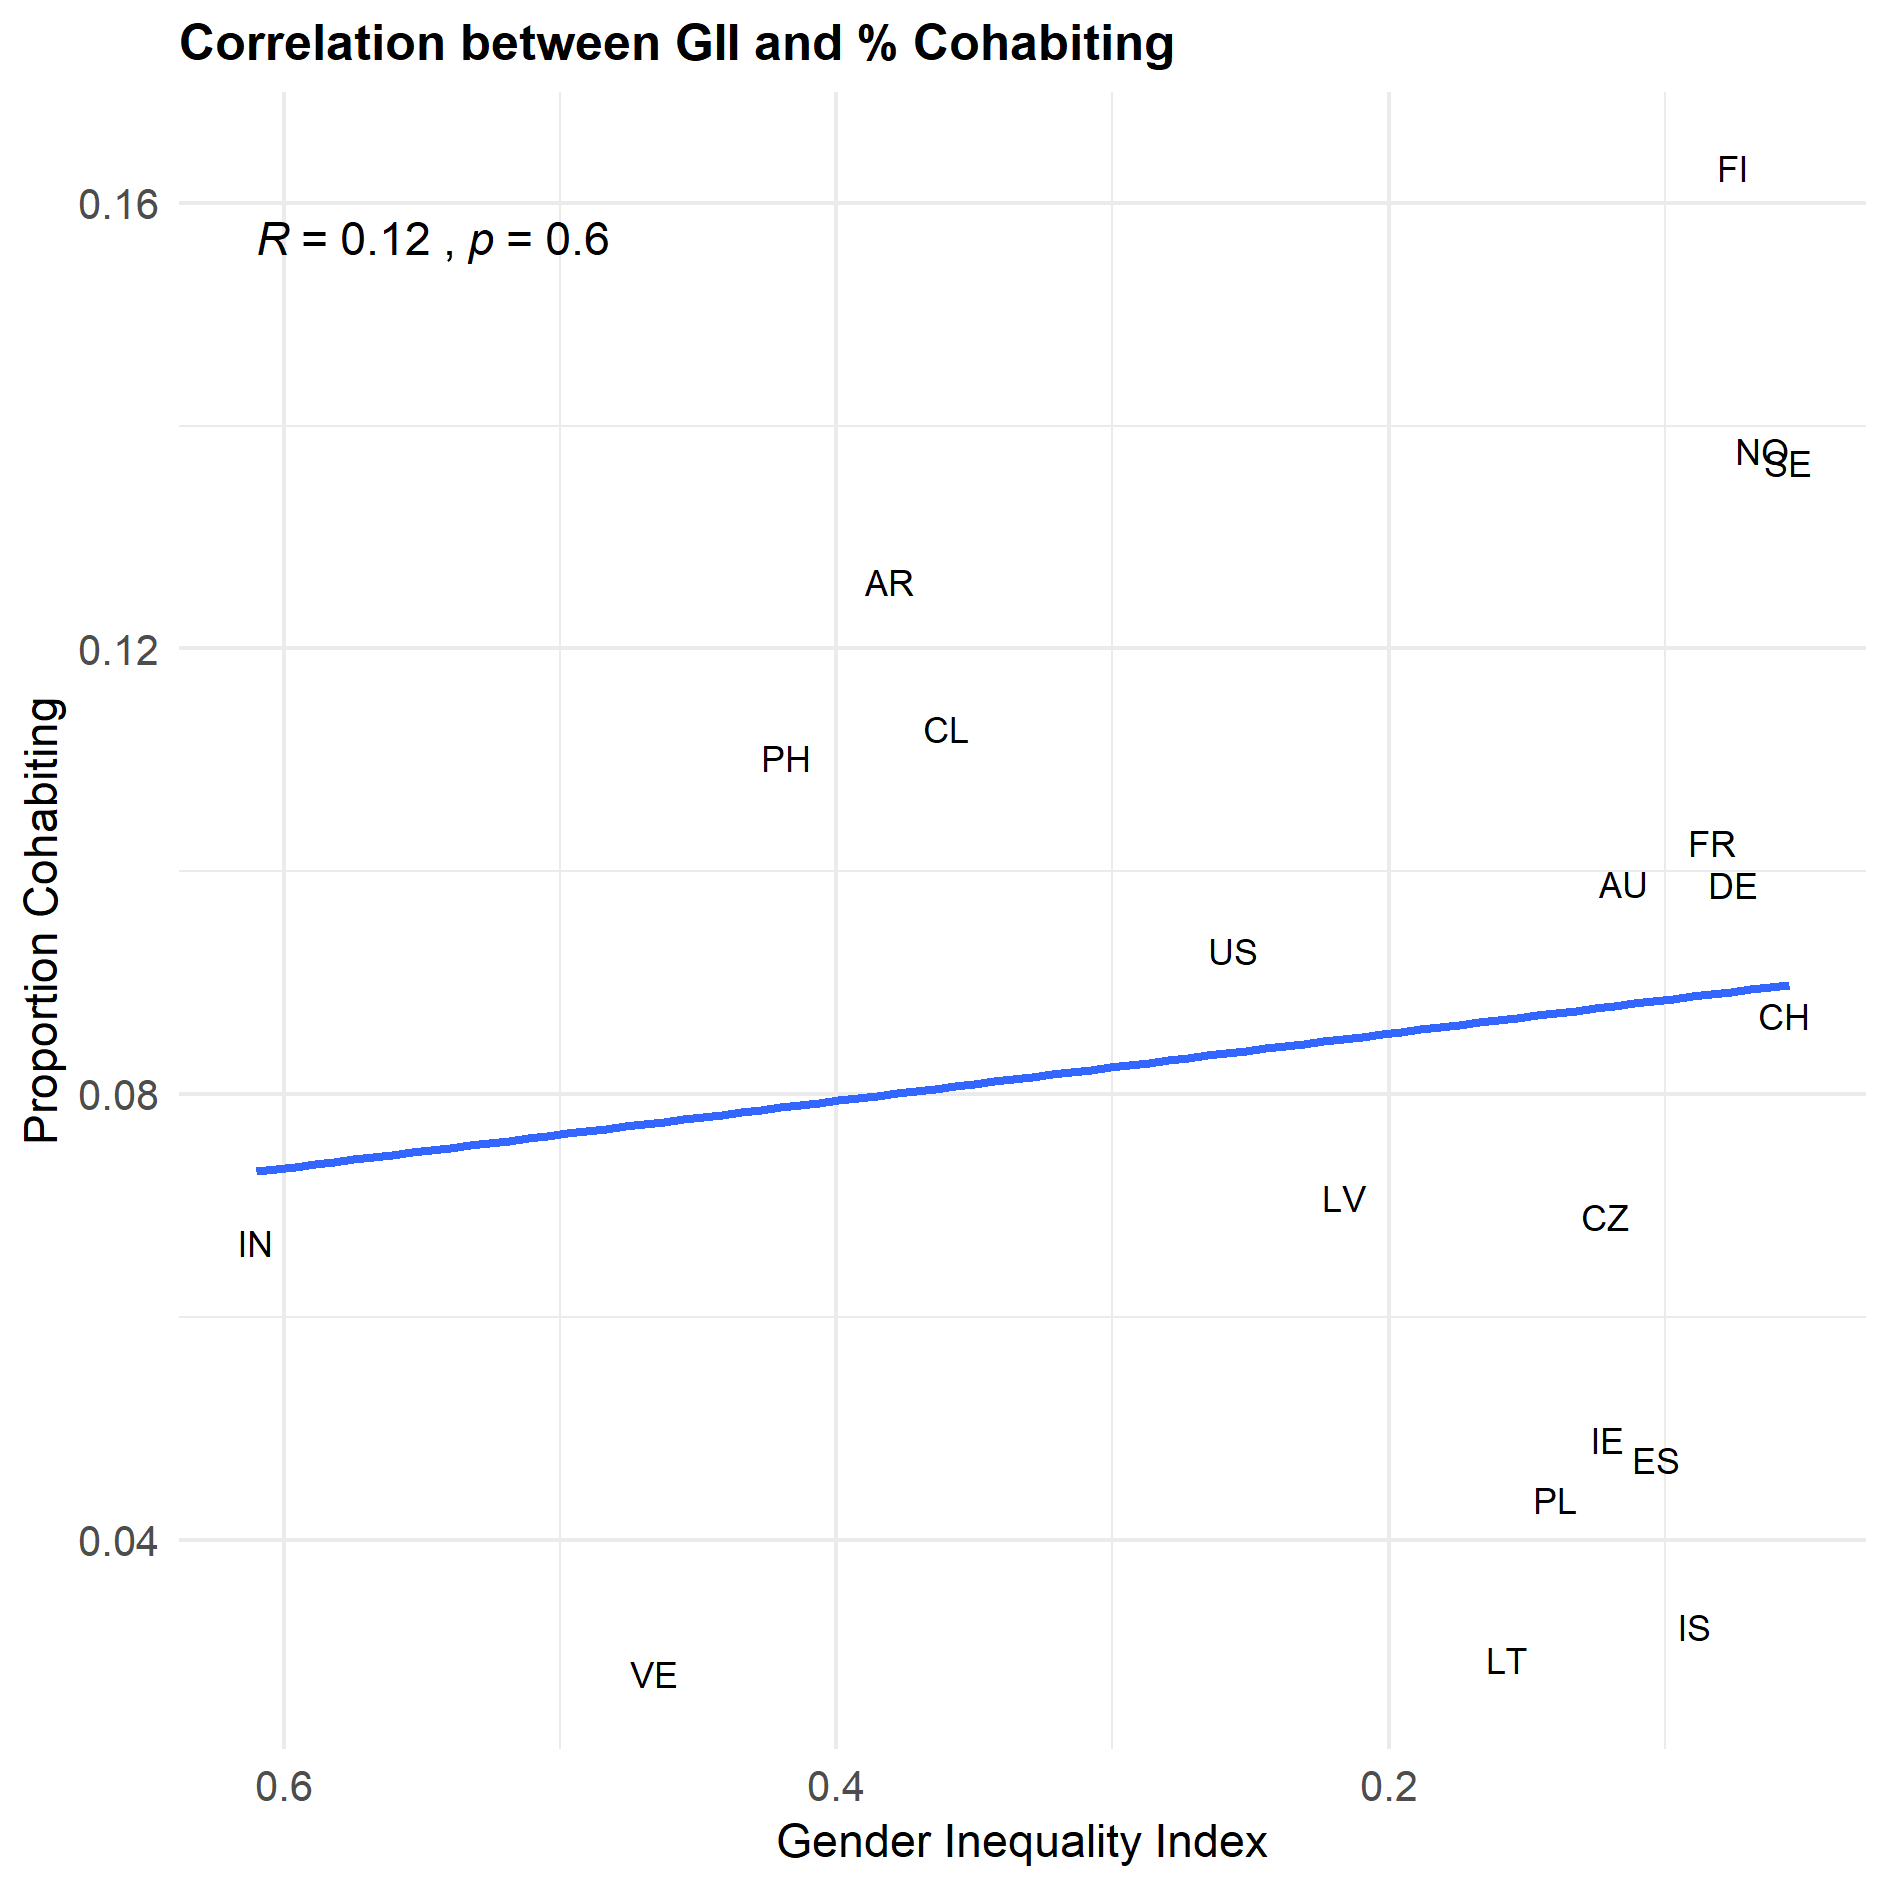 Correlation between GII and % Cohabiting
FI
0.16
R = 0.12 , p = 0.6
NO
SE
AR
0.12
CL
PH
FR
AU
DE
US
CH
Proportion Cohabiting
0.08
LV
CZ
IN
IE
ES
PL
0.04
IS
LT
VE
0.6
0.4
0.2
Gender Inequality Index